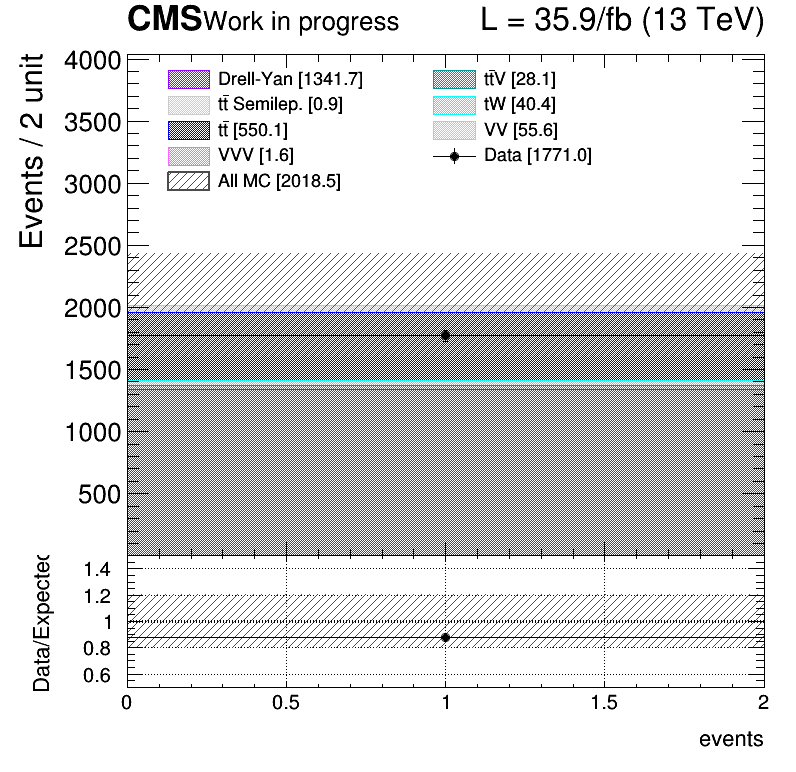 CMS Work in progress L = 35.9/fb (13 TeV)
Events / 2 unit
4000
3500
3000
2500
2000
1500
1000
500
Drell-Yan [1341.7]
tt̄ Semilep. [0.9]
tt̄ [550.1]
VVV [1.6]
All MC [2018.5]
tt̄V [28.1]
tW [40.4]
VV [55.6]
Data [1771.0]
Data/Expected
1.4
1.2
1
0.8
0.6
0 0.5 1 1.5 2
events